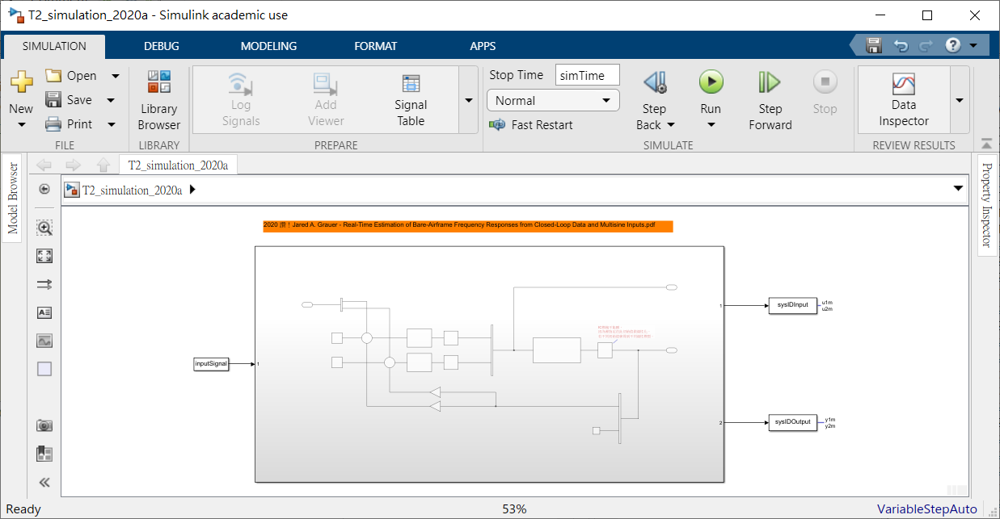 T2_simulation_2020a - Simulink academic use
SIMULATION DEBUG MODELING FORMAT APPS
New
Open
Save
Print
FILE
Library
Browser
LIBRARY
Log
Signals
Add
Viewer
Signal
Table
PREPARE
Stop Time simTime
Normal
Fast Restart
Step
Back
Run
Step
Forward
Stop
SIMULATE
Data
Inspector
REVIEW RESULTS
Model Browser
T2_simulation_2020a
T2_simulation_2020a
Property Inspector
2020 讚！Jared A. Grauer - Real-Time Estimation of Bare-Airframe Frequency Responses from Closed-Loop Data and Multisine Inputs.pdf
inputSignal
1
1
sysIDInput
u1m
u2m
2
sysIDOutput
y1m
y2m
Ready
53%
VariableStepAuto